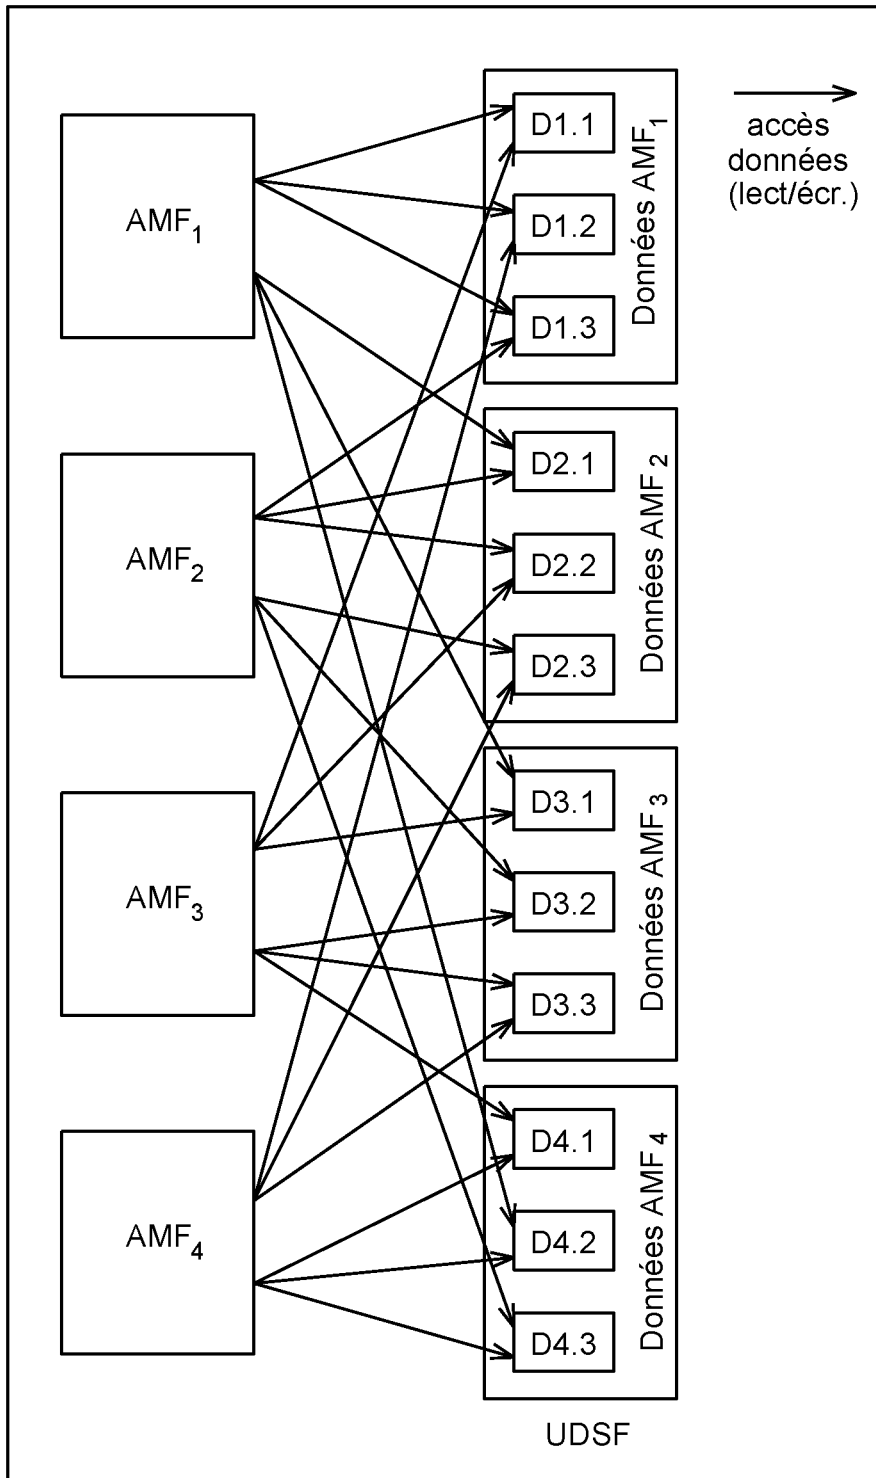 AMF1
AMF2
AMF3
AMF4
D1.1
D1.2
D1.3
Données AMF1
D2.1
D2.2
D2.3
Données AMF2
D3.1
D3.2
D3.3
Données AMF3
D4.1
D4.2
D4.3
Données AMF4
UDSF
accès
données
(lect/écr.)